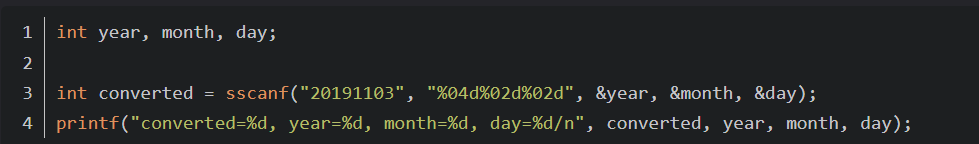 1 int year, month, day;
2
3 int converted = sscanf("20191103", "%04d%02d%02d", &year, &month, &day);
4 printf("converted=%d, year=%d, month=%d, day=%d/n", converted, year, month, day);